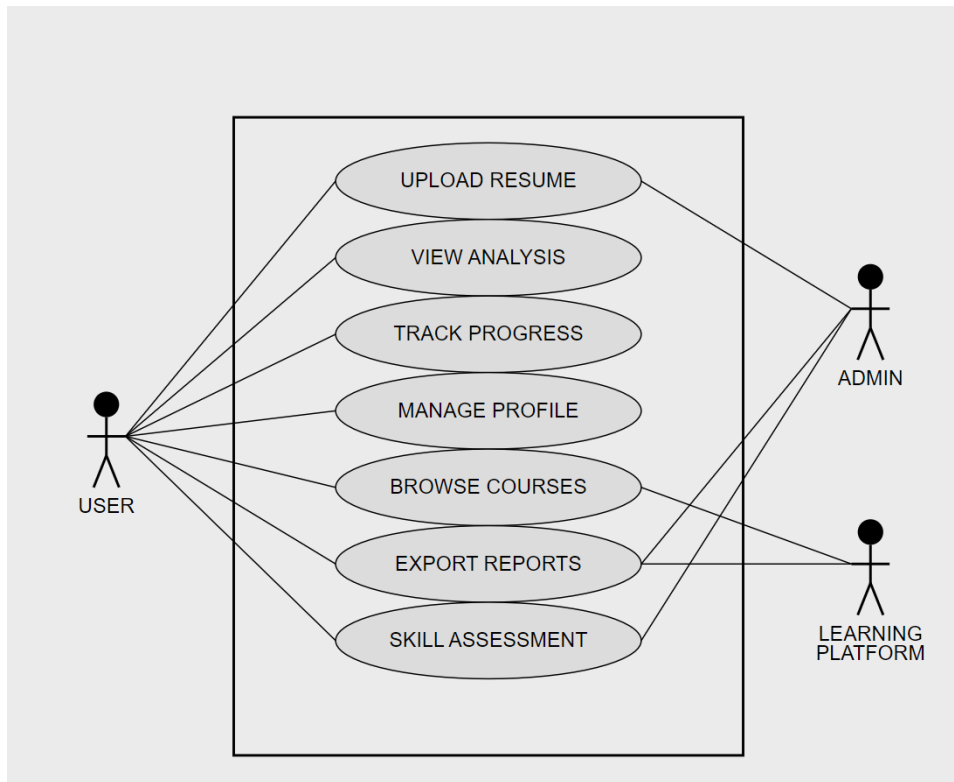 UPLOAD RESUME
VIEW ANALYSIS
TRACK PROGRESS
MANAGE PROFILE
BROWSE COURSES
EXPORT REPORTS
SKILL ASSESSMENT
USER
ADMIN
LEARNING
PLATFORM